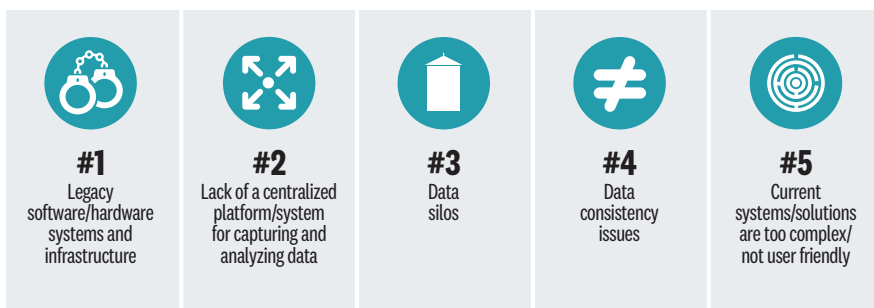 #1
Legacy
software/hardware
systems and
infrastructure
#2
Lack of a centralized
platform/system
for capturing and
analyzing data
#3
Data
silos
#4
Data
consistency
issues
#5
Current
systems/solutions
are too complex/
not user friendly